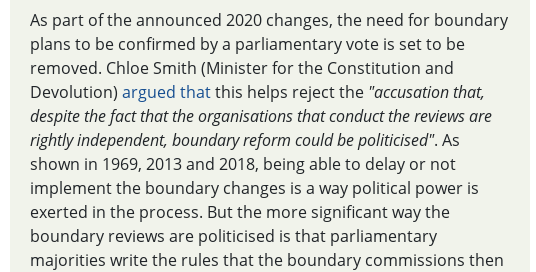 As part of the announced 2020 changes, the need for boundary
plans to be confirmed by a parliamentary vote is set to be
removed. Chloe Smith (Minister for the Constitution and
Devolution) argued that this helps reject the "accusation that,
despite the fact that the organisations that conduct the reviews are
rightly independent, boundary reform could be politicised". As
shown in 1969, 2013 and 2018, being able to delay or not
implement the boundary changes is a way political power is
exerted in the process. But the more significant way the
boundary reviews are politicised is that parliamentary
majorities write the rules that the boundary commissions then